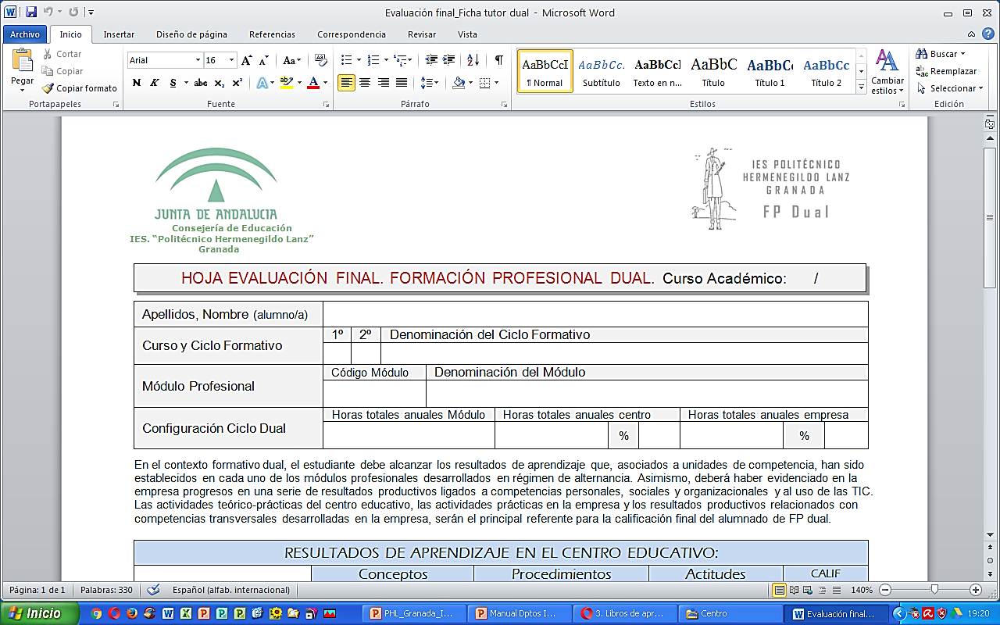 Evaluación final_Ficha tutor dual - Microsoft Word
Archivo Inicio Insertar Diseño de página Referencias Correspondencia Revisar Vista
Pegar
Cortar
Copiar
Copiar formato
Portapapeles
Arial 16
Fuente
Párrafo
AaBbCcI AaBbCc. AaBbCcI AaBbC AaBbC AaBbCc
¶ Normal Subtítulo Texto en n... Título Título 1 Título 2
Cambiar estilos
Estilos
Buscar
Reemplazar
Seleccionar
Edición
JUNTA DE ANDALUCIA
Consejería de Educación
IES. “Politécnico Hermenegildo Lanz”
Granada
IES POLITÉCNICO
HERMENEGILDO LANZ
GRANADA
FP Dual
HOJA EVALUACIÓN FINAL. FORMACIÓN PROFESIONAL DUAL. Curso Académico: /
Apellidos, Nombre (alumno/a)
Curso y Ciclo Formativo
1º 2º Denominación del Ciclo Formativo
Módulo Profesional
Código Módulo Denominación del Módulo
Configuración Ciclo Dual
Horas totales anuales Módulo Horas totales anuales centro Horas totales anuales empresa
% %
En el contexto formativo dual, el estudiante debe alcanzar los resultados de aprendizaje que, asociados a unidades de competencia, han sido
establecidos en cada uno de los módulos profesionales desarrollados en régimen de alternancia. Asimismo, deberá haber evidenciado en la
empresa progresos en una serie de resultados productivos ligados a competencias personales, sociales y organizacionales y al uso de las TIC.
Las actividades teórico-prácticas del centro educativo, las actividades prácticas en la empresa y los resultados productivos relacionados con
competencias transversales desarrolladas en la empresa, serán el principal referente para la calificación final del alumnado de FP dual.
RESULTADOS DE APRENDIZAJE EN EL CENTRO EDUCATIVO:
Conceptos Procedimientos Actitudes CALIF
Página: 1 de 1 Palabras: 330 Español (alfab. internacional) 140%
Inicio PHL_Granada_I... Manual Dptos I... 3. Libros de apr... Centro Evaluación final... 19:20